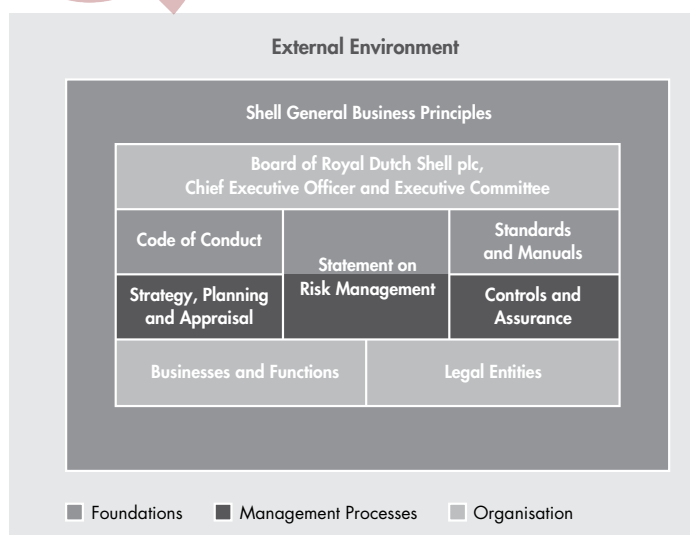 External Environment
Shell General Business Principles
Board of Royal Dutch Shell plc,
Chief Executive Officer and Executive Committee
Code of Conduct
Statement on
Risk Management
Standards
and Manuals
Strategy, Planning
and Appraisal
Controls and
Assurance
Businesses and Functions
Legal Entities
Foundations
Management Processes
Organisation